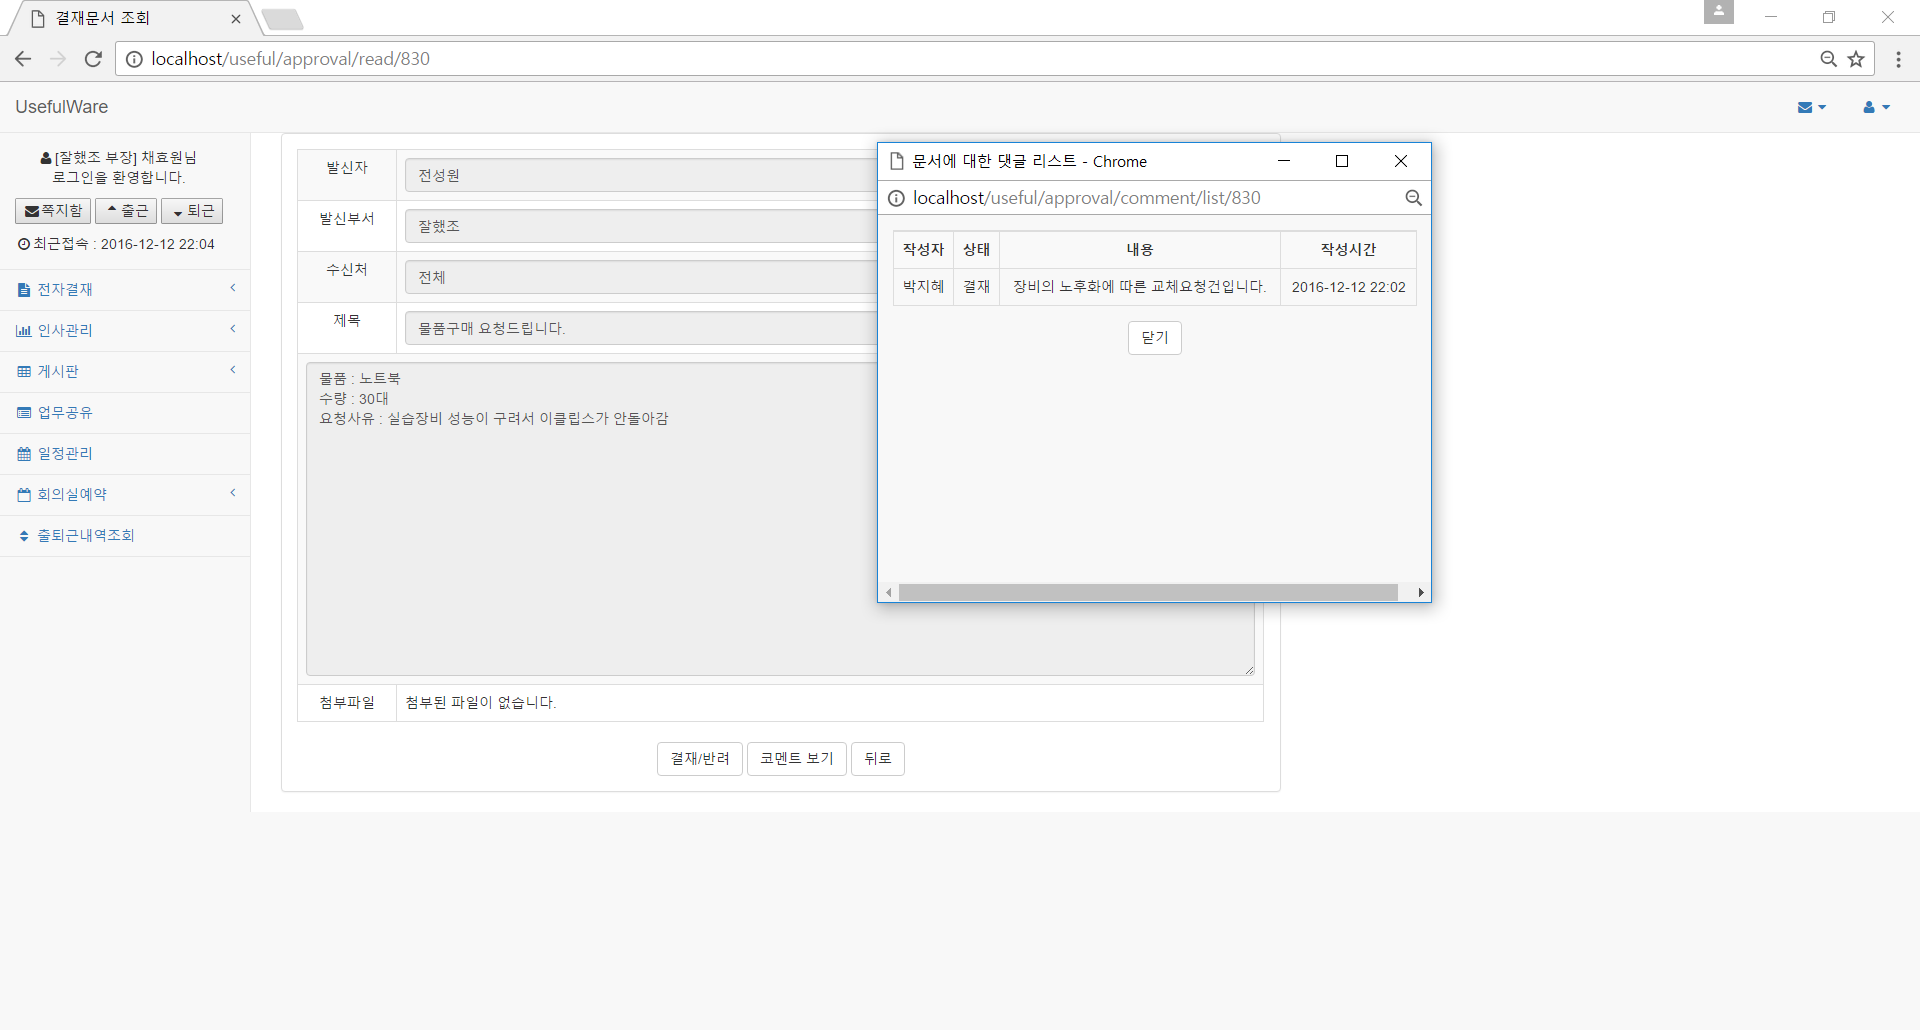 결재문서 조회
localhost/useful/approval/read/830
UsefulWare
[잘했조 부장] 채효원님
로그인을 환영합니다.
쪽지함 출근 퇴근
최근접속 : 2016-12-12 22:04
전자결재
인사관리
게시판
업무공유
일정관리
회의실예약
출퇴근내역조회
발신자 전성원
발신부서 잘했조
수신처 전체
제목 물품구매 요청드립니다.
물품 : 노트북
수량 : 30대
요청사유 : 실습장비 성능이 구려서 이클립스가 안돌아감
첨부파일 첨부된 파일이 없습니다.
결재/반려 코멘트 보기 뒤로
문서에 대한 댓글 리스트 - Chrome
localhost/useful/approval/comment/list/830
작성자 상태 내용 작성시간
박지혜 결재 장비의 노후화에 따른 교체요청건입니다. 2016-12-12 22:02
닫기